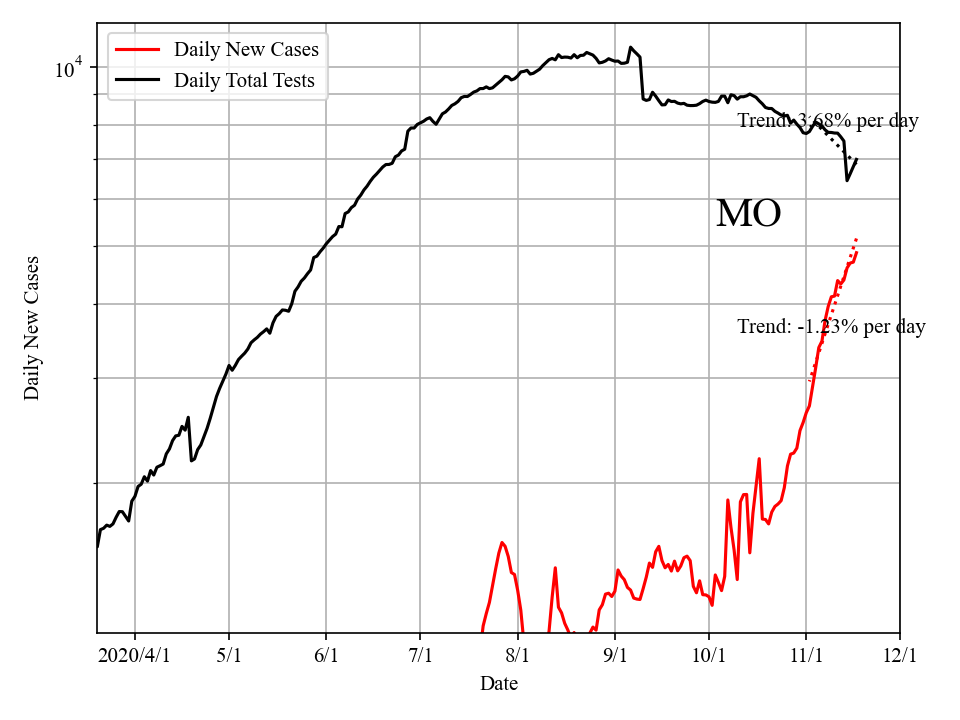 Daily New Cases
Daily Total Tests
10^4
Trend: 3.68% per day
MO
Trend: -1.23% per day
Daily New Cases
2020/4/1 5/1 6/1 7/1 8/1 9/1 10/1 11/1 12/1
Date